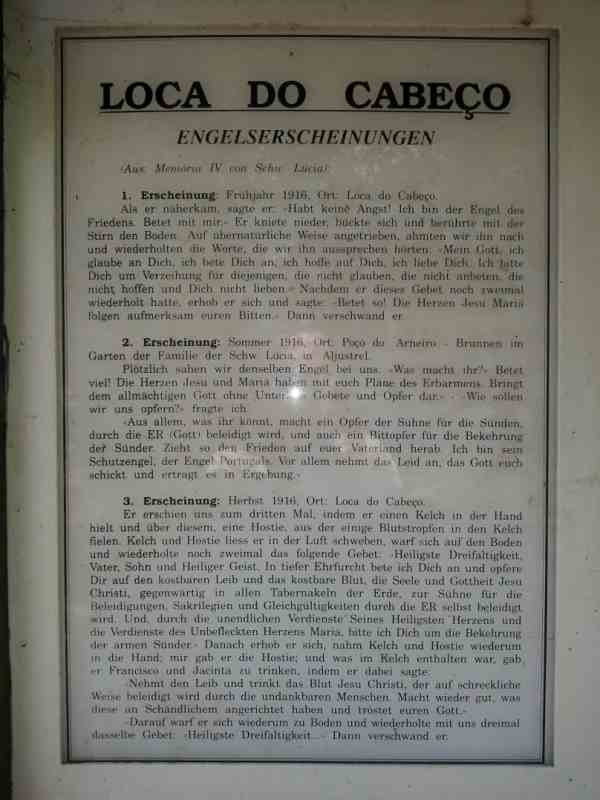 LOCA DO CABEÇO
ENGELSERSCHEINUNGEN
(Aus Memoria IV von Schw. Lucia):
1. Erscheinung: Frühjahr 1916, Ort: Loca do Cabeço.
Als er näherkam, sagte er: «Habt keine Angst! Ich bin der Engel des
Friedens. Betet mit mir.» Er kniete nieder, bückte sich und berührte mit der
Stirn den Boden. Auf übernatürliche Weise angetrieben, ahmten wir ihn nach
und wiederholten die Worte, die wir ihn aussprechen hörten: «Mein Gott, ich
glaube an Dich, ich bete Dich an, ich hoffe auf Dich, ich liebe Dich. Ich bitte
Dich um Verzeihung für diejenigen, die nicht glauben, die nicht anbeten, die
nicht hoffen und Dich nicht lieben.» Nachdem er dieses Gebet noch zweimal
wiederholt hatte, erhob er sich und sagte: «Betet so! Die Herzen Jesu Mariä
folgen aufmerksam euren Bitten.» Dann verschwand er.
2. Erscheinung: Sommer 1916, Ort: Poço do Arneiro - Brunnen im
Garten der Familie der Schw. Lucia, in Aljustrel.
Plötzlich sahen wir denselben Engel bei uns. «Was macht ihr?» Betet
viel! Die Herzen Jesu und Mariä haben mit euch Pläne des Erbarmens. Bringt
dem allmächtigen Gott ohne Gebete und Opfer dar.» - «Wie sollen
wir uns opfern?» fragte ich.
«Aus allem, was ihr könnt, macht ein Opfer der Sühne für die Sünden,
durch die ER (Gott) beleidigt wird, und auch ein Bittopfer für die Bekehrung
der Sünder. Zieht so den Frieden auf euer Vaterland herab. Ich bin sein
Schutzengel, der Engel Portugals. Vor allem nehmt das Leid an, das Gott euch
schickt und ertragt es in Ergebung.»
3. Erscheinung: Herbst 1916, Ort: Loca do Cabeço.
Er erschien uns zum dritten Mal, indem er einen Kelch in der Hand
hielt und über diesem, eine Hostie, aus der einige Blutstropfen in den Kelch
fielen. Kelch und Hostie liess er in der Luft schweben, warf sich auf den Boden
und wiederholte noch zweimal das folgende Gebet: «Heiligste Dreifaltigkeit,
Vater, Sohn und Heiliger Geist. In tiefer Ehrfurcht bete ich Dich an und opfere
Dir auf den kostbaren Leib und das kostbare Blut, die Seele und Gottheit Jesu
Christi, gegenwärtig in allen Tabernakeln der Erde, zur Sühne für die
Beleidigungen, Sakrilegien und Gleichgültigkeiten durch die ER selbst beleidigt
wird. Und, durch die unendlichen Verdienste Seines Heiligsten Herzens und
die Verdienste des Unbefleckten Herzens Mariä, bitte ich Dich um die Bekehrung
der armen Sünder.» Danach erhob er sich, nahm Kelch und Hostie wiederum
in die Hand; mir gab er die Hostie; und was im Kelch enthalten war, gab
er Francisco und Jacinta zu trinken, indem er dabei sagte:
«Nehmt den Leib und trinkt das Blut Jesu Christi, der auf schreckliche
Weise beleidigt wird durch die undankbaren Menschen. Macht wieder gut, was
diese an Schändlichem angerichtet haben und tröstet euren Gott.»
«Darauf warf er sich wiederum zu Boden und wiederholte mit uns dreimal
dasselbe Gebet: «Heiligste Dreifaltigkeit...» Dann verschwand er.